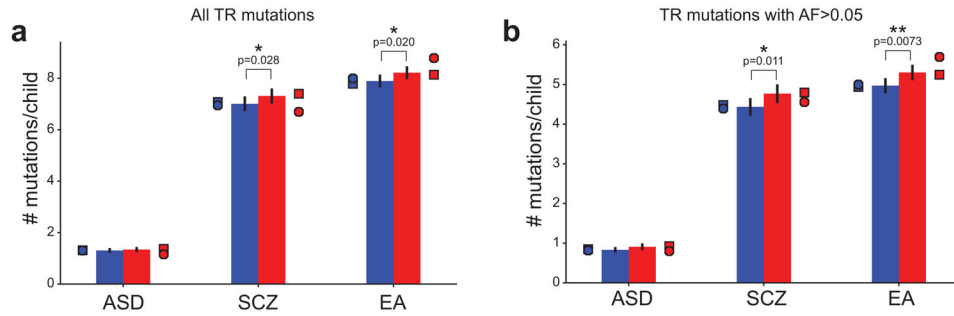 a
All TR mutations
# mutations/child
8
6
4
2
0
*
p=0.028
*
p=0.020
ASD SCZ EA
b
TR mutations with AF>0.05
# mutations/child
6
5
4
3
2
1
0
*
p=0.011
**
p=0.0073
ASD SCZ EA